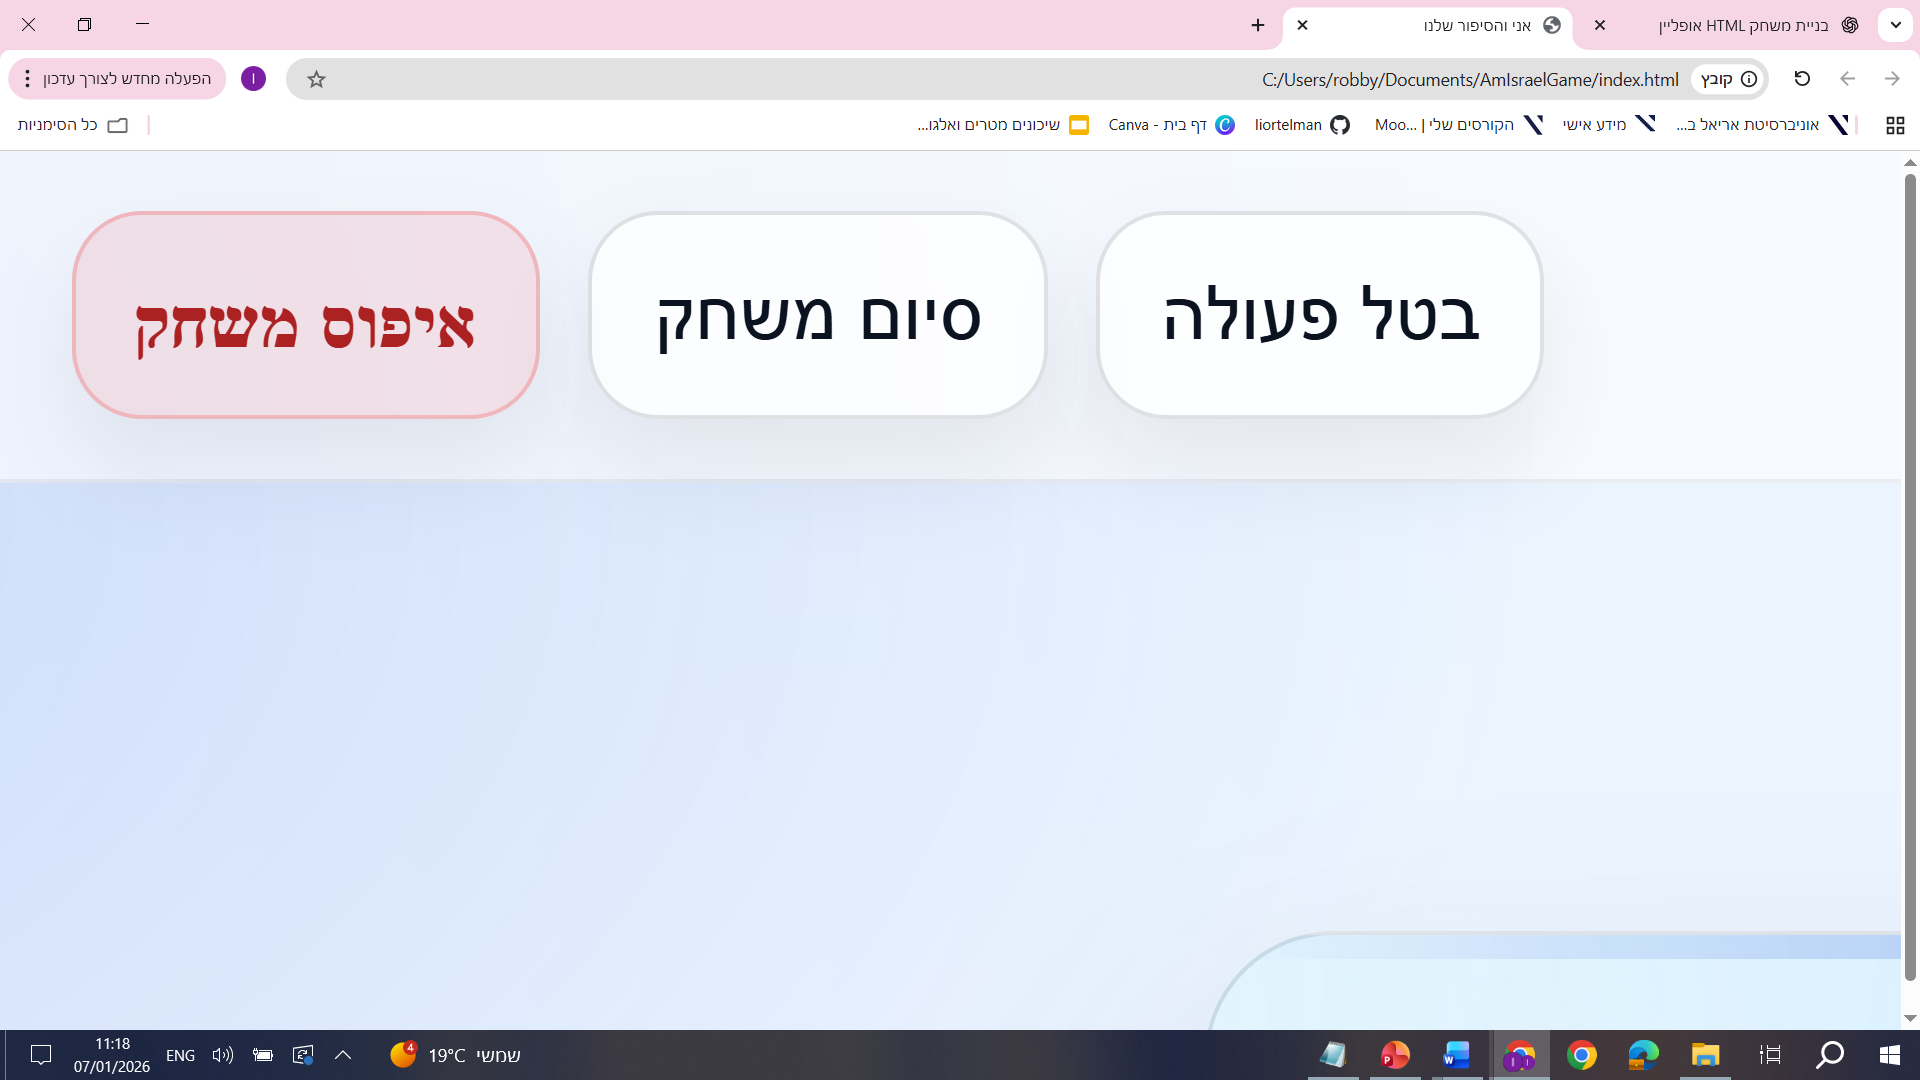 בניית משחק HTML אופליין
אני והסיפור שלנו
קובץ
C:/Users/robby/Documents/AmIsraelGame/index.html
הפעלה מחדש לצורך עדכון
אוניברסיטת אריאל ב...
מידע אישי
הקורסים שלי | Moo...
liortelman
דף בית - Canva
שיכונים מטרים ואלגו...
כל הסימניות
בטל פעולה
סיום משחק
איפוס משחק
4
19°C שמשי
ENG
11:18
07/01/2026